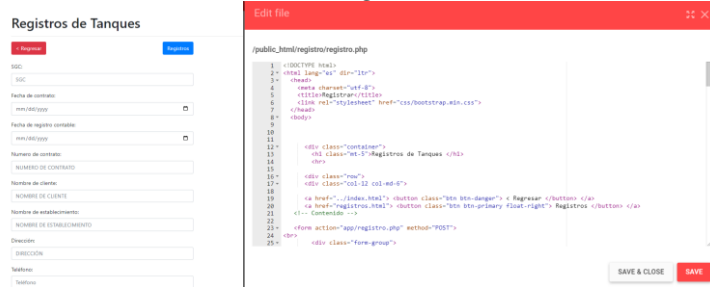 Registros de Tanques
< Regresar
Registros
SGC:
SGC
Facha de contrato:
mm/dd/yyyy
Facha de registro contable:
mm/dd/yyyy
Numero de contrato:
NUMERO DE CONTRATO
Nombre de cliente:
NOMBRE DE CLIENTE
Nombre de establecimento:
NOMBRE DE ESTABLECIMIENTO
Dirección:
DIRECCIÓN
Teléfono:
Teléfono
Edit file
/public_html/registro/registro.php
1 <!DOCTYPE html>
2 <html lang="es" dir="ltr">
3 <head>
4 <meta charset="utf-8">
5 <title>Registrar</title>
6 <link rel="stylesheet" href="css/bootstrap.min.css">
7 </head>
8 <body>
9
10
11
12 <div class="container">
13 <h1 class="mt-5">Registros de Tanques </h1>
14 <hr>
15
16 <div class="row">
17 <div class="col-12 col-md-6">
18
19 <a href="../index.html"> <button class="btn btn-danger"> < Regresar </button> </a>
20 <a href="registros.html"> <button class="btn btn-primary float-right"> Registros </button> </a>
21 <!-- Contenido -->
22
23 <form action="app/registro.php" method="POST">
24 <br>
25 <div class="form-group">
SAVE & CLOSE
SAVE